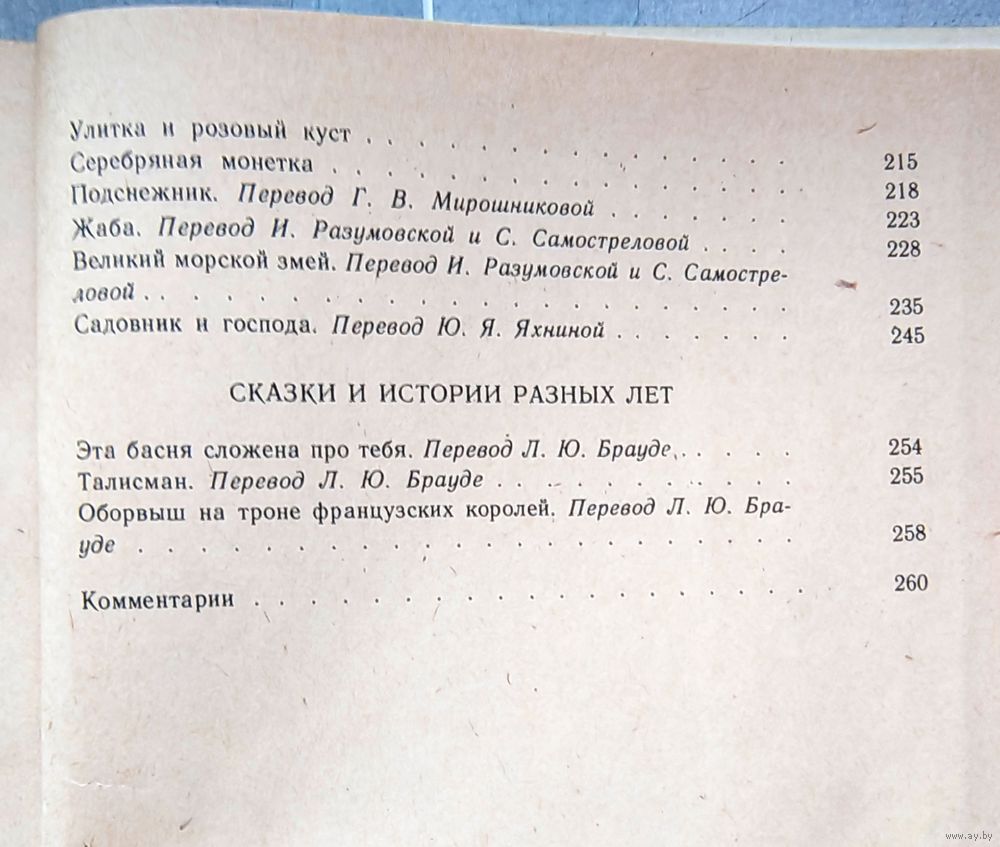 Улитка и розовый куст . . . . . . . . . . . . . . 215
Серебряная монетка . . . . . . . . . . . . . . . . 218
Подснежник. Перевод Г. В. Мирошниковой . . . . . . . 223
Жаба. Перевод И. Разумовской и С. Самостреловой . . . . 228
Великий морской змей. Перевод И. Разумовской и С. Самостре-
ловой . . . . . . . . . . . . . . . . . . . . 235
Садовник и господа. Перевод Ю. Я. Яхниной . . . . . . 245
СКАЗКИ И ИСТОРИИ РАЗНЫХ ЛЕТ
Эта басня сложена про тебя. Перевод Л. Ю. Брауде . . . . . 254
Талисман. Перевод Л. Ю. Брауде . . . . . . . . . . . 255
Оборвыш на троне французских королей. Перевод Л. Ю. Бра-
уде . . . . . . . . . . . . . . . . . . . . . 258
Комментарии . . . . . . . . . . . . . . . . . . 260
www.ay.by